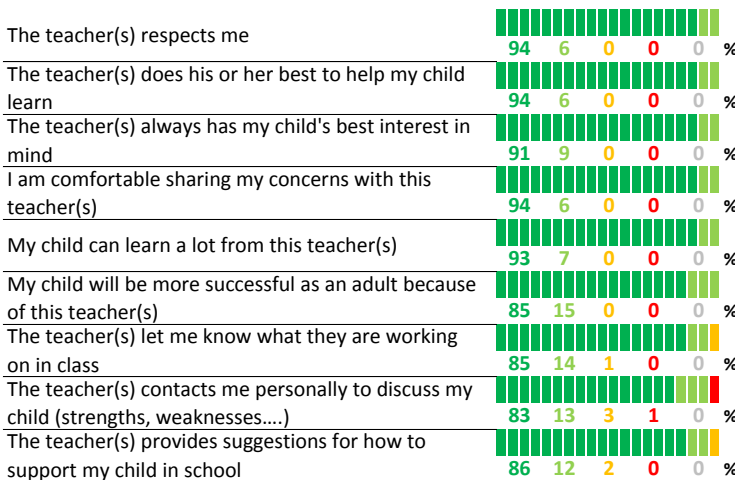 The teacher(s) respects me
94 6 0 0 0 %
The teacher(s) does his or her best to help my child
learn
94 6 0 0 0 %
The teacher(s) always has my child's best interest in
mind
91 9 0 0 0 %
I am comfortable sharing my concerns with this
teacher(s)
94 6 0 0 0 %
My child can learn a lot from this teacher(s)
93 7 0 0 0 %
My child will be more successful as an adult because
of this teacher(s)
85 15 0 0 0 %
The teacher(s) let me know what they are working
on in class
85 14 1 0 0 %
The teacher(s) contacts me personally to discuss my
child (strengths, weaknesses....)
83 13 3 1 0 %
The teacher(s) provides suggestions for how to
support my child in school
86 12 2 0 0 %